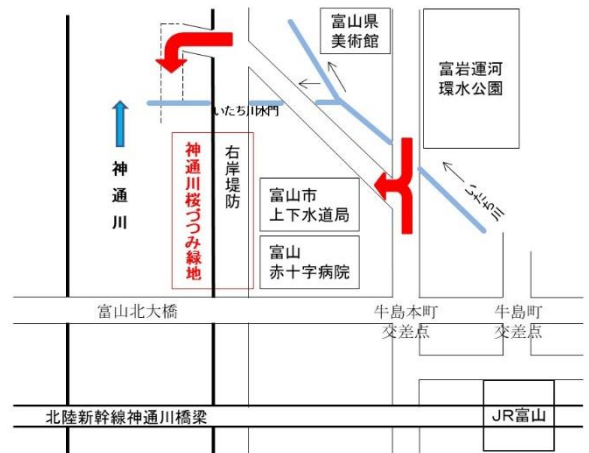 富山県
美術館
富岩運河
環水公園
いたち川水門
いたち川
神通川
神通川桜づつみ緑地
右岸堤防
富山市
上下水道局
富山
赤十字病院
富山北大橋
牛島本町
交差点
牛島町
交差点
北陸新幹線神通川橋梁
JR富山